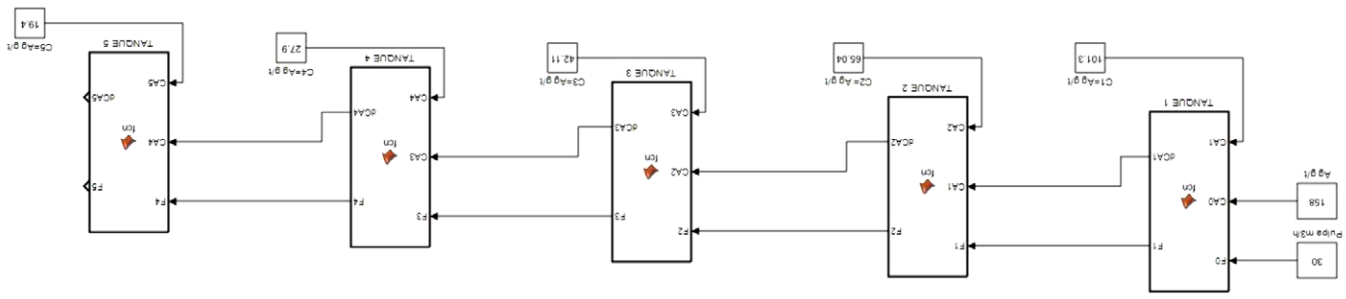 30
Pulpa m3/h
158
Ag g/t
F0
CA0
CA1
fcn
F1
dCA1
TANQUE 1
C1=Ag g/t
101.3
F1
CA1
CA2
fcn
F2
dCA2
TANQUE 2
C2= Ag g/t
65.04
F2
CA2
CA3
fcn
F3
dCA3
TANQUE 3
C3=Ag g/t
42.11
F3
CA3
CA4
fcn
F4
dCA4
TANQUE 4
C4=Ag g/t
27.9
F4
CA4
CA5
fcn
F5
dCA5
TANQUE 5
C5=Ag g/t
19.4